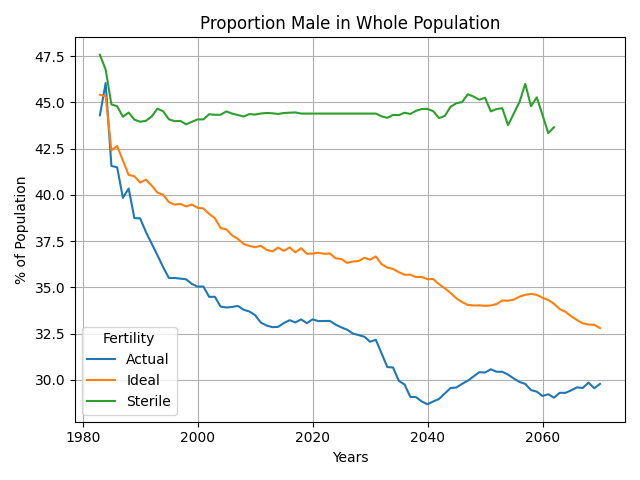 Proportion Male in Whole Population
% of Population
47.5
45.0
42.5
40.0
37.5
35.0
32.5
30.0
Fertility
Actual
Ideal
Sterile
1980
2000
2020
2040
2060
Years